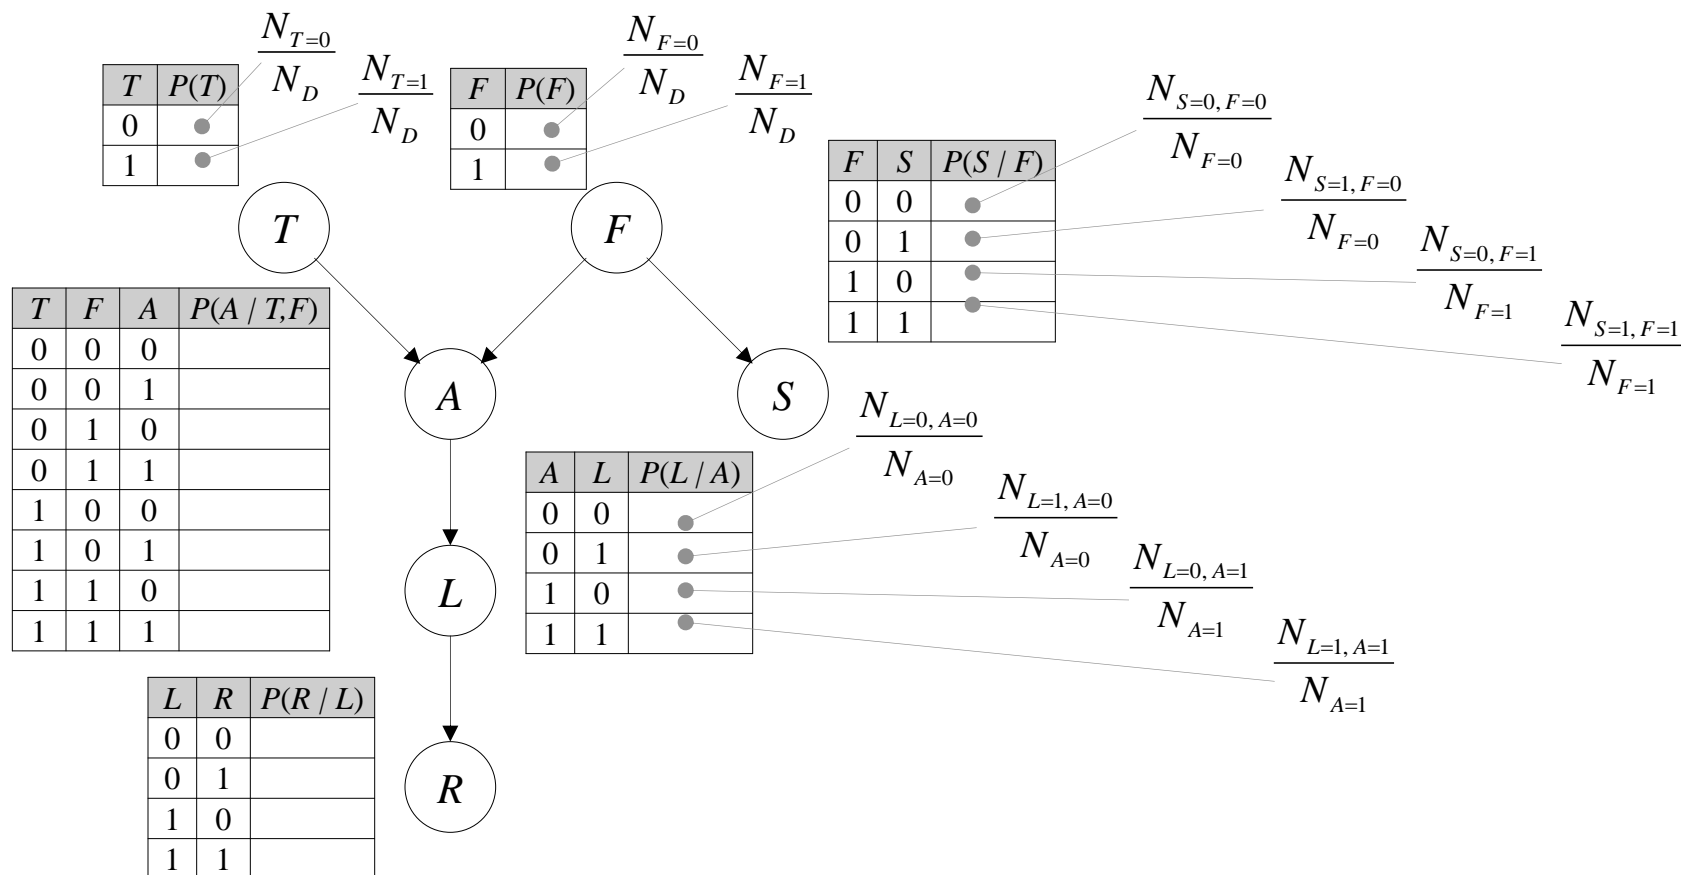 T P(T)
0
1
N_{T=0} / N_D
N_{T=1} / N_D
F P(F)
0
1
N_{F=0} / N_D
N_{F=1} / N_D
F S P(S / F)
0 0
0 1
1 0
1 1
N_{S=0, F=0} / N_{F=0}
N_{S=1, F=0} / N_{F=0}
N_{S=0, F=1} / N_{F=1}
N_{S=1, F=1} / N_{F=1}
T
F
T F A P(A / T,F)
0 0 0
0 0 1
0 1 0
0 1 1
1 0 0
1 0 1
1 1 0
1 1 1
A
S
A L P(L / A)
0 0
0 1
1 0
1 1
N_{L=0, A=0} / N_{A=0}
N_{L=1, A=0} / N_{A=0}
N_{L=0, A=1} / N_{A=1}
N_{L=1, A=1} / N_{A=1}
L
L R P(R / L)
0 0
0 1
1 0
1 1
R